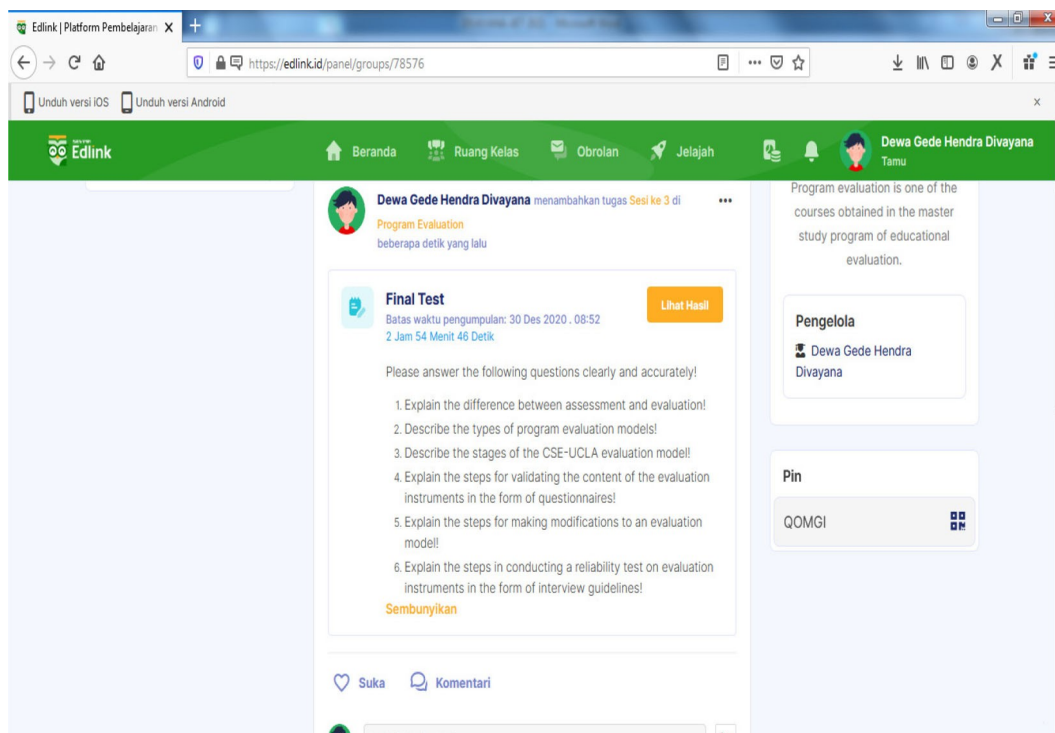 Edlink | Platform Pembelajaran
https://edlink.id/panel/groups/78576
Unduh versi iOS Unduh versi Android
Edlink
Beranda Ruang Kelas Obrolan Jelajah
Dewa Gede Hendra Divayana
Tamu
Dewa Gede Hendra Divayana menambahkan tugas Sesi ke 3 di
Program Evaluation
beberapa detik yang lalu
Final Test
Lihat Hasil
Batas waktu pengumpulan: 30 Des 2020 . 08:52
2 Jam 54 Menit 46 Detik
Please answer the following questions clearly and accurately!
1. Explain the difference between assessment and evaluation!
2. Describe the types of program evaluation models!
3. Describe the stages of the CSE-UCLA evaluation model!
4. Explain the steps for validating the content of the evaluation
instruments in the form of questionnaires!
5. Explain the steps for making modifications to an evaluation
model!
6. Explain the steps in conducting a reliability test on evaluation
instruments in the form of interview guidelines!
Sembunyikan
Suka Komentari
Program evaluation is one of the
courses obtained in the master
study program of educational
evaluation.
Pengelola
Dewa Gede Hendra
Divayana
Pin
QOMGI